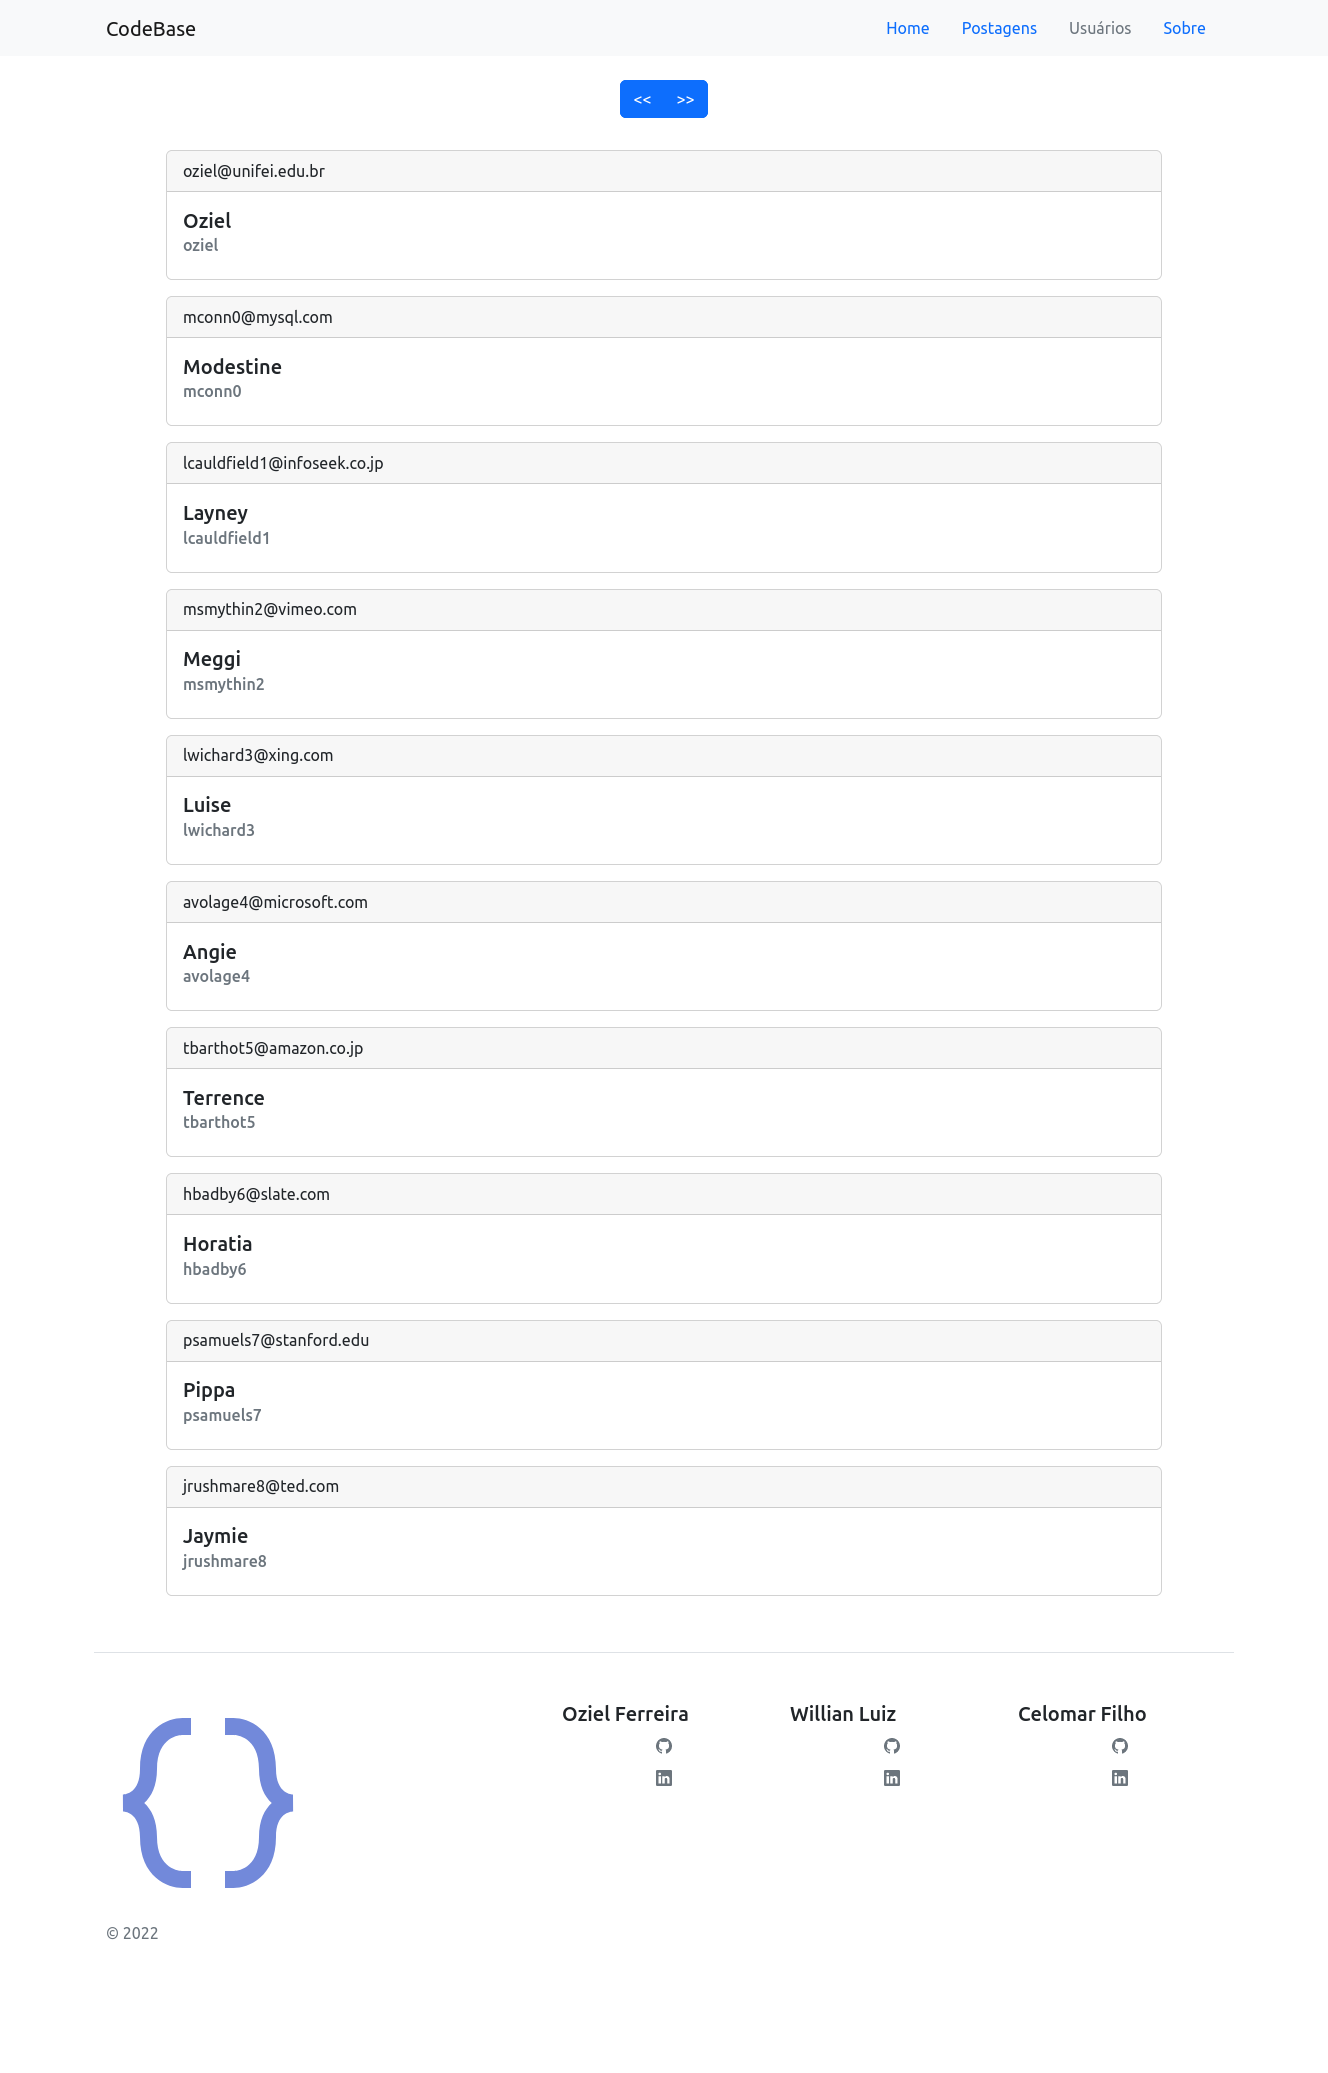 CodeBase
Home Postagens Usuários Sobre
<< >>
oziel@unifei.edu.br
Oziel
oziel
mconn0@mysql.com
Modestine
mconn0
lcauldfield1@infoseek.co.jp
Layney
lcauldfield1
msmythin2@vimeo.com
Meggi
msmythin2
lwichard3@xing.com
Luise
lwichard3
avolage4@microsoft.com
Angie
avolage4
tbarthot5@amazon.co.jp
Terrence
tbarthot5
hbadby6@slate.com
Horatia
hbadby6
psamuels7@stanford.edu
Pippa
psamuels7
jrushmare8@ted.com
Jaymie
jrushmare8
{}
© 2022
Oziel Ferreira
Willian Luiz
Celomar Filho